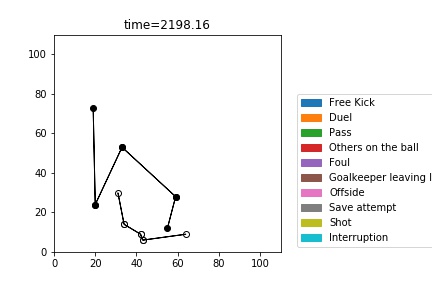 time=2198.16
100
80
60
40
20
0
0 20 40 60 80 100
Free Kick
Duel
Pass
Others on the ball
Foul
Goalkeeper leaving l
Offside
Save attempt
Shot
Interruption